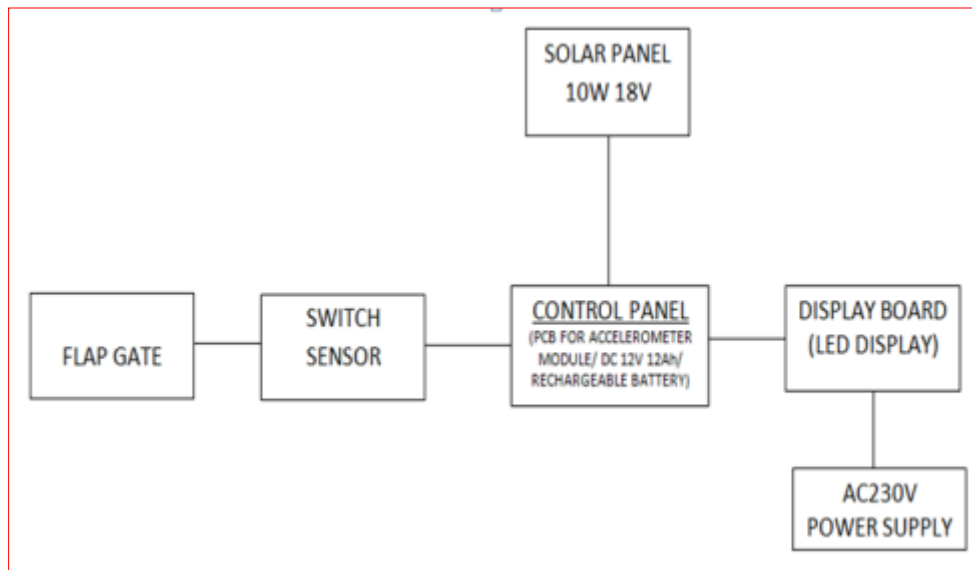 SOLAR PANEL
10W 18V
FLAP GATE
SWITCH
SENSOR
CONTROL PANEL
(PCB FOR ACCELEROMETER
MODULE/ DC 12V 12Ah/
RECHARGEABLE BATTERY)
DISPLAY BOARD
(LED DISPLAY)
AC230V
POWER SUPPLY